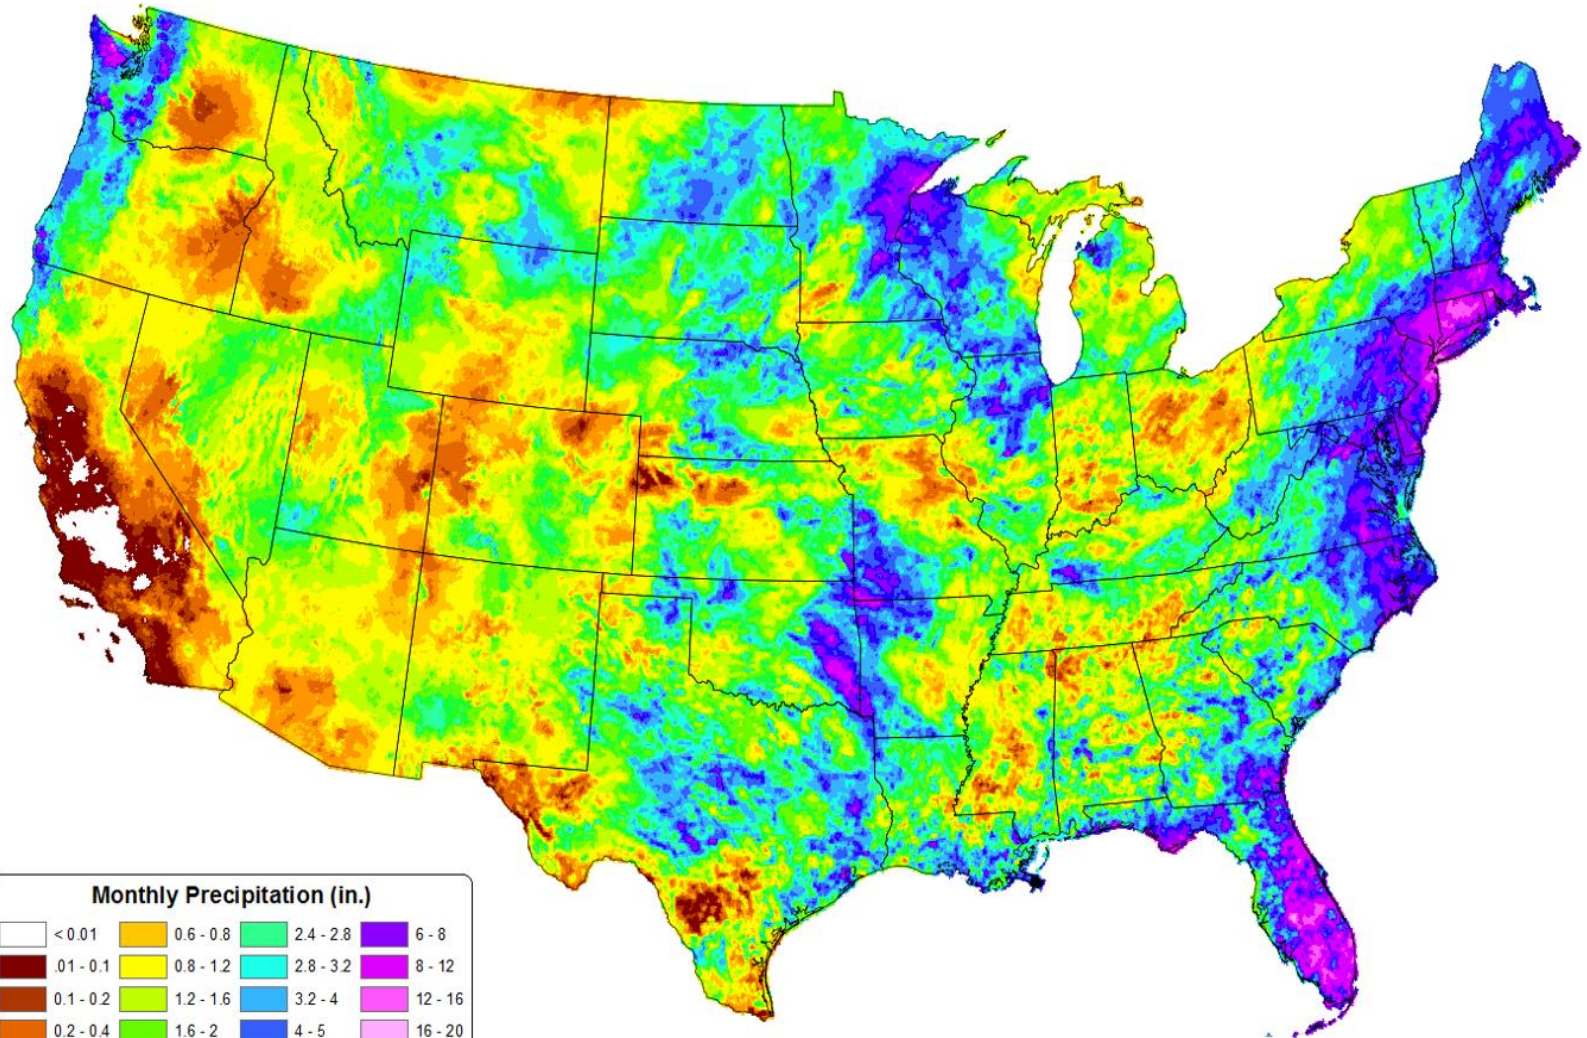 Monthly Precipitation (in.)
< 0.01 0.6 - 0.8 2.4 - 2.8 6 - 8
.01 - 0.1 0.8 - 1.2 2.8 - 3.2 8 - 12
0.1 - 0.2 1.2 - 1.6 3.2 - 4 12 - 16
0.2 - 0.4 1.6 - 2 4 - 5 16 - 20